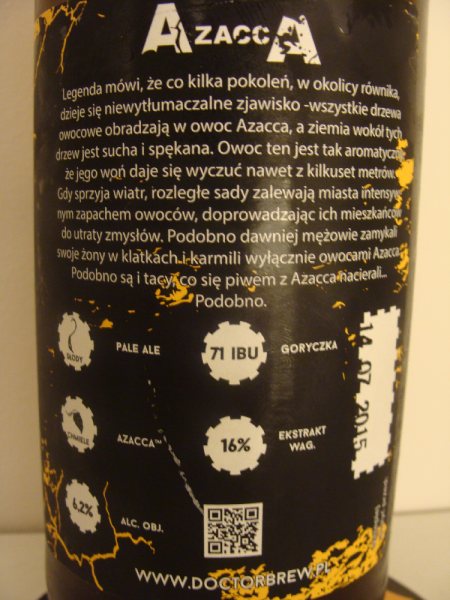 AZACCA
Legenda mówi, że co kilka pokoleń, w okolicy równika,
dzieje się niewytłumaczalne zjawisko -wszystkie drzewa
owocowe obradzają w owoc Azacca, a ziemia wokół tych
drzew jest sucha i spękana. Owoc ten jest tak aromatyczny
że jego won daje się wyczuć nawet z kilkuset metrów.
Gdy sprzyja wiatr, rozległe sady zalewają miasta intensyw
nym zapachem owoców, doprowadzając ich mieszkańców
do utraty zmysłów. Podobno dawniej mężowie zamykali
swoje żony w klatkach i karmili wyłącznie owocami Azacca.
Podobno są i tacy, co się piwem z Azacca nacierali...
Podobno.
SŁODY
PALE ALE
71 IBU
GORYCZKA
CHMIELE
AZACCA™
16%
EKSTRAKT
WAG.
6,2%
ALC. OBJ.
14.07.2015
WWW.DOCTORBREW.PL